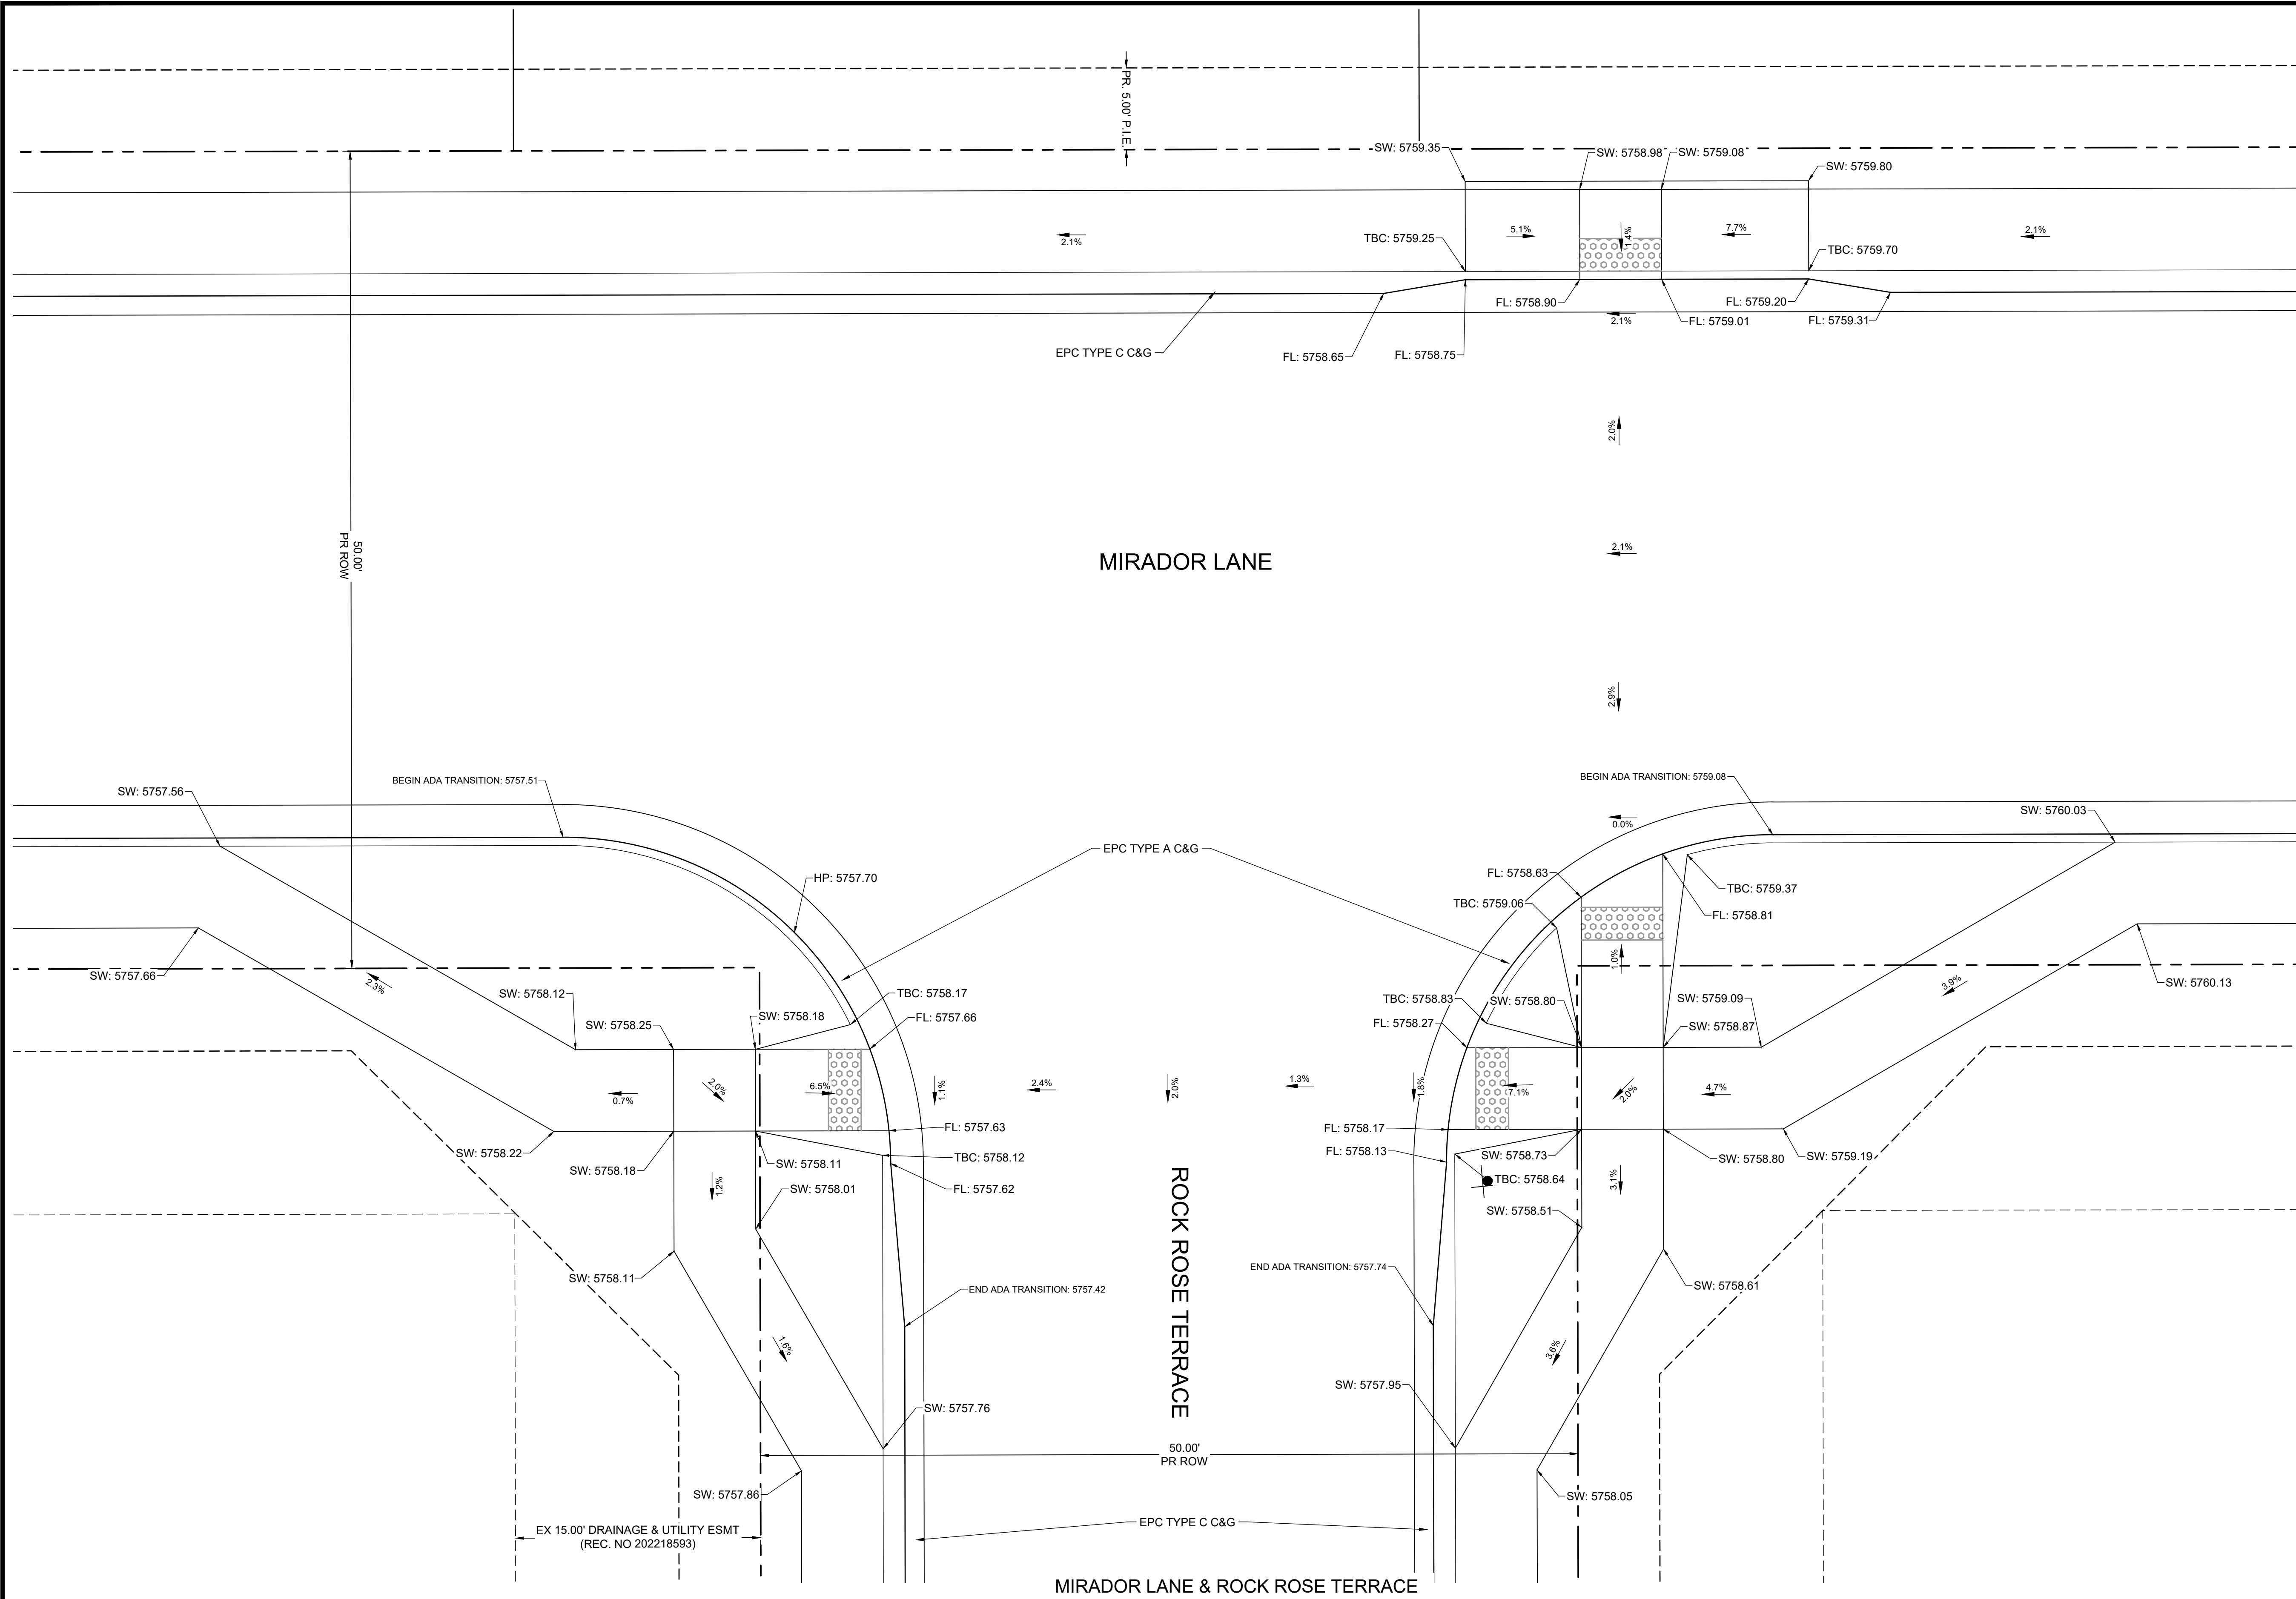 PR. 5.00' P.I.E.
SW: 5759.35
SW: 5758.98
SW: 5759.08
SW: 5759.80
TBC: 5759.25
5.1%
1.4%
7.7%
2.1%
2.1%
TBC: 5759.70
FL: 5758.90
FL: 5759.20
2.1%
FL: 5759.01
FL: 5759.31
EPC TYPE C C&G
FL: 5758.65
FL: 5758.75
2.0%
50.00'
PR ROW
MIRADOR LANE
2.1%
2.9%
SW: 5757.56
BEGIN ADA TRANSITION: 5757.51
BEGIN ADA TRANSITION: 5759.08
0.0%
SW: 5760.03
EPC TYPE A C&G
HP: 5757.70
FL: 5758.63
TBC: 5759.06
TBC: 5759.37
FL: 5758.81
SW: 5757.66
2.3%
1.0%
3.9%
SW: 5760.13
SW: 5758.12
TBC: 5758.17
TBC: 5758.83
SW: 5758.80
SW: 5759.09
SW: 5758.25
SW: 5758.18
FL: 5757.66
FL: 5758.27
SW: 5758.87
0.7%
2.0%
6.5%
1.1%
2.4%
2.0%
1.3%
1.8%
7.1%
2.0%
4.7%
FL: 5757.63
FL: 5758.17
SW: 5758.22
SW: 5758.18
SW: 5758.11
TBC: 5758.12
FL: 5758.13
SW: 5758.73
SW: 5758.80
SW: 5759.19
1.2%
SW: 5758.01
FL: 5757.62
TBC: 5758.64
3.1%
SW: 5758.51
ROCK ROSE TERRACE
SW: 5758.11
END ADA TRANSITION: 5757.42
END ADA TRANSITION: 5757.74
SW: 5758.61
1.6%
3.6%
SW: 5757.76
SW: 5757.95
50.00'
PR ROW
SW: 5757.86
SW: 5758.05
EX 15.00' DRAINAGE & UTILITY ESMT
(REC. NO 202218593)
EPC TYPE C C&G
MIRADOR LANE & ROCK ROSE TERRACE